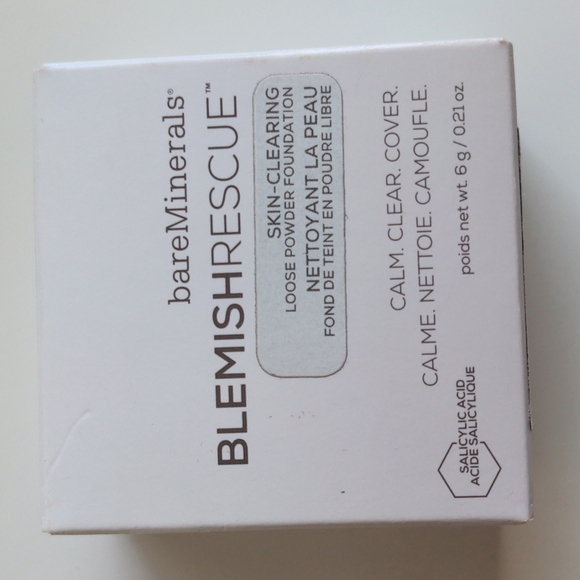 bareMinerals®
BLEMISHRESCUE™
SKIN-CLEARING
LOOSE POWDER FOUNDATION
NETTOYANT LA PEAU
FOND DE TEINT EN POUDRE LIBRE
CALM. CLEAR. COVER.
CALME. NETTOIE. CAMOUFLE.
poids net wt. 6 g / 0.21 oz.
SALICYLIC ACID
ACIDE SALICYLIQUE